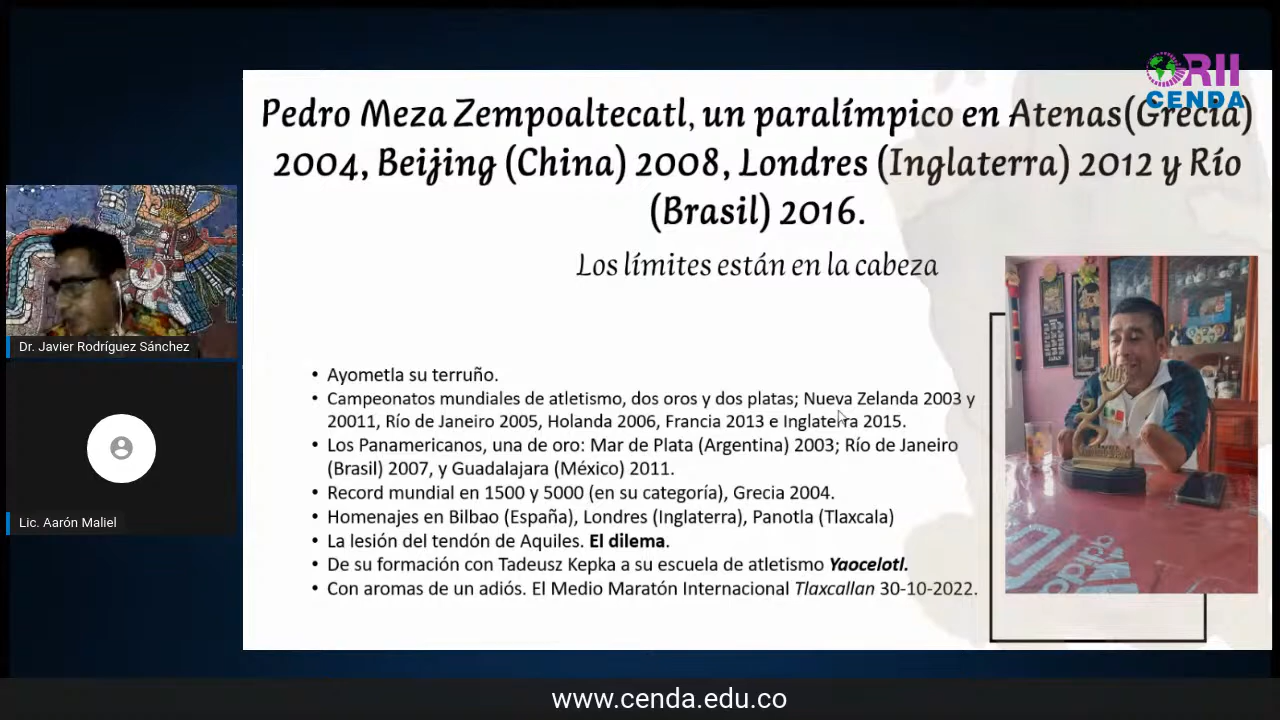 ORII
CENDA
Pedro Meza Zempoaltecatl, un paralímpico en Atenas(Grecia)
2004, Beijing (China) 2008, Londres (Inglaterra) 2012 y Río
(Brasil) 2016.
Los límites están en la cabeza
Dr. Javier Rodríguez Sánchez
Lic. Aarón Maliel
• Ayometla su terruño.
• Campeonatos mundiales de atletismo, dos oros y dos platas; Nueva Zelanda 2003 y
20011, Río de Janeiro 2005, Holanda 2006, Francia 2013 e Inglaterra 2015.
• Los Panamericanos, una de oro: Mar de Plata (Argentina) 2003; Río de Janeiro
(Brasil) 2007, y Guadalajara (México) 2011.
• Record mundial en 1500 y 5000 (en su categoría), Grecia 2004.
• Homenajes en Bilbao (España), Londres (Inglaterra), Panotla (Tlaxcala)
• La lesión del tendón de Aquiles. El dilema.
• De su formación con Tadeusz Kepka a su escuela de atletismo Yaocelotl.
• Con aromas de un adiós. El Medio Maratón Internacional Tlaxcallan 30-10-2022.
adidas
www.cenda.edu.co